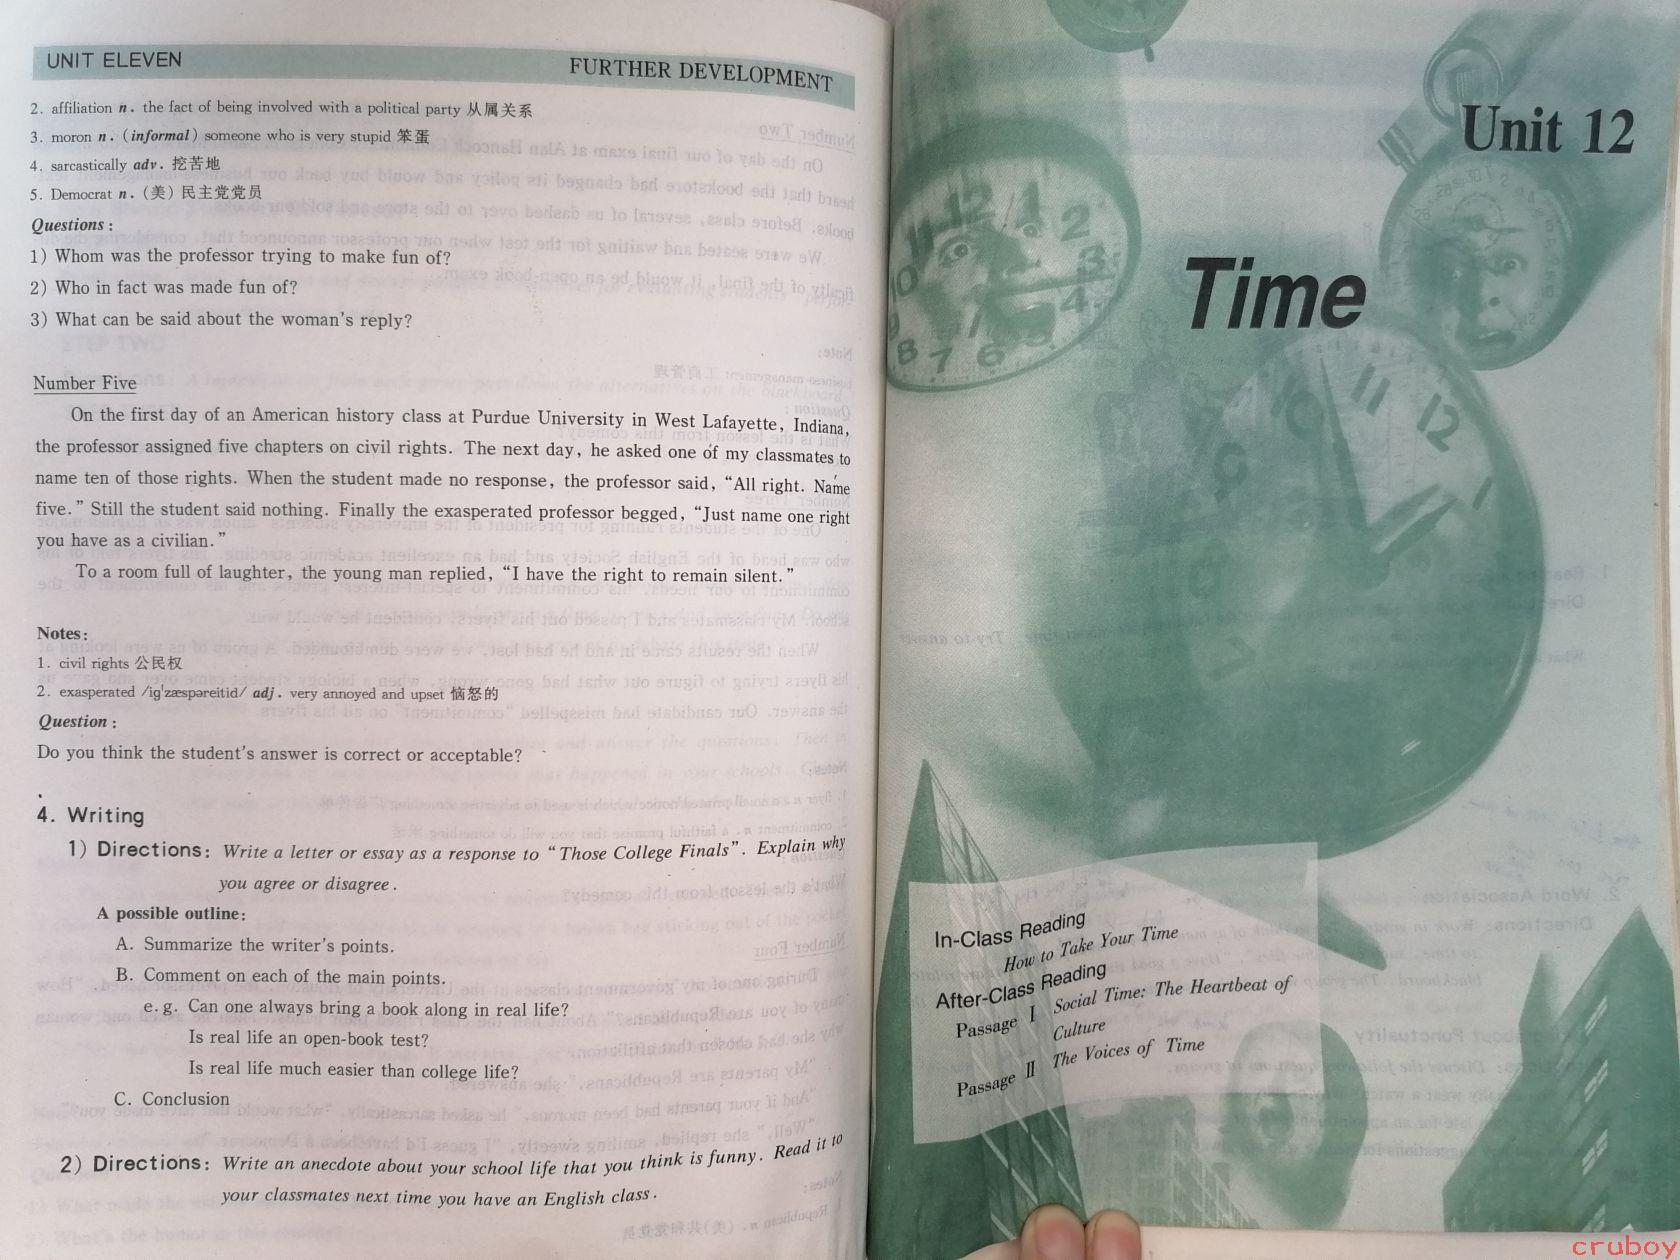 UNIT ELEVEN
FURTHER DEVELOPMENT
2. affiliation n. the fact of being involved with a political party 从属关系
3. moron n. (informal) someone who is very stupid 笨蛋
4. sarcastically adv. 挖苦地
5. Democrat n. (美) 民主党党员
Questions:
1) Whom was the professor trying to make fun of?
2) Who in fact was made fun of?
3) What can be said about the woman's reply?
Number Five
On the first day of an American history class at Purdue University in West Lafayette, Indiana,
the professor assigned five chapters on civil rights. The next day, he asked one of my classmates to
name ten of those rights. When the student made no response, the professor said, "All right. Name
five." Still the student said nothing. Finally the exasperated professor begged, "Just name one right
you have as a civilian."
To a room full of laughter, the young man replied, "I have the right to remain silent."
Notes:
1. civil rights 公民权
2. exasperated /ig'zæspəreitid/ adj. very annoyed and upset 恼怒的
Question:
Do you think the student's answer is correct or acceptable?
4. Writing
1) Directions: Write a letter or essay as a response to "Those College Finals". Explain why
you agree or disagree.
A possible outline:
A. Summarize the writer's points.
B. Comment on each of the main points.
e.g. Can one always bring a book along in real life?
Is real life an open-book test?
Is real life much easier than college life?
C. Conclusion
2) Directions: Write an anecdote about your school life that you think is funny. Read it to
your classmates next time you have an English class.
Unit 12
Time
In-Class Reading
How to Take Your Time
After-Class Reading
Passage Ⅰ Social Time: The Heartbeat of
Culture
Passage Ⅱ The Voices of Time
cruboy